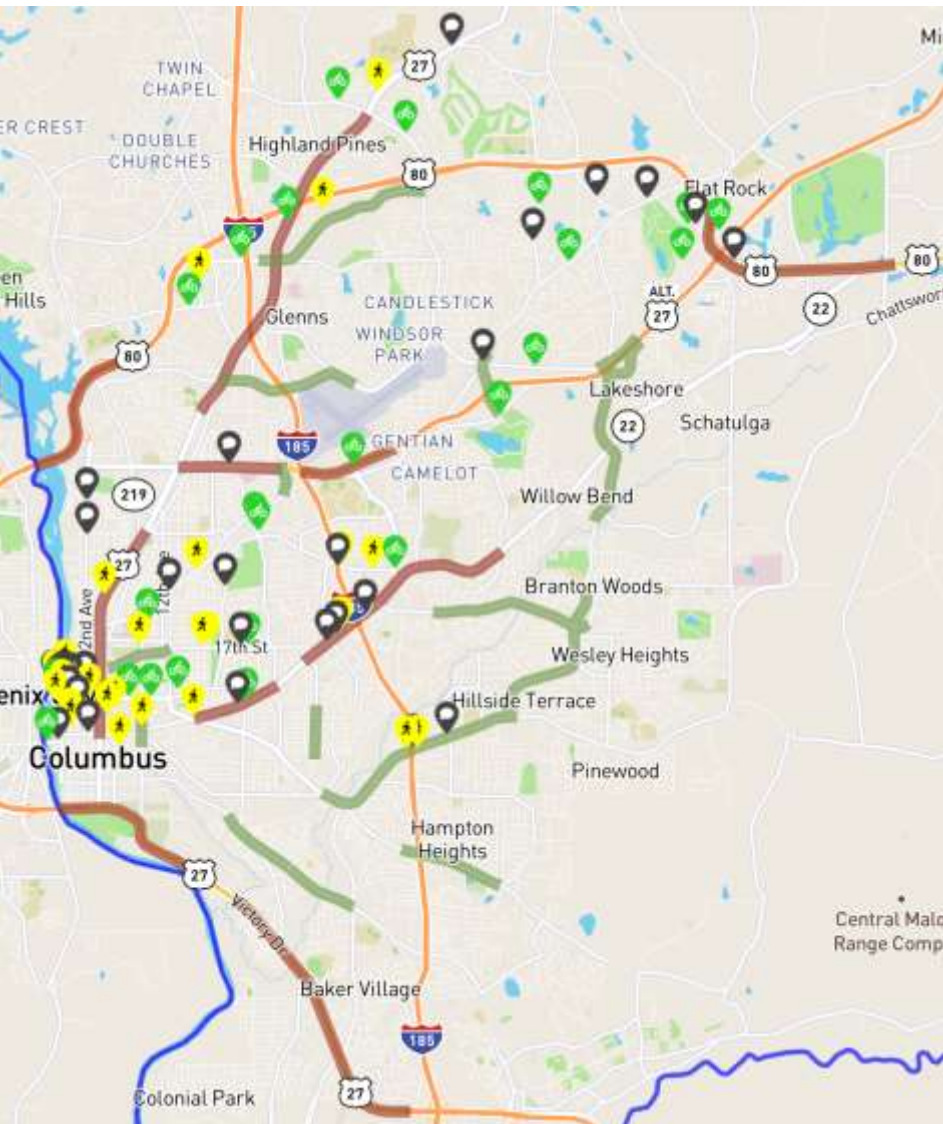 Mi
27
TWIN
CHAPEL
ER CREST
DOUBLE
CHURCHES
Highland Pines
80
Flat Rock
80
80
en
Hills
ALT.
27
22
Chattswor
CANDLESTICK
Glenns
WINDSOR
PARK
80
Lakeshore
22
Schatulga
185
GENTIAN
CAMELOT
219
Willow Bend
27
Branton Woods
2nd Ave
17th St
Wesley Heights
enix
Hillside Terrace
Columbus
Pinewood
Hampton
Heights
27
Victory Dr
Central Malo
Range Comp
Baker Village
185
27
Colonial Park